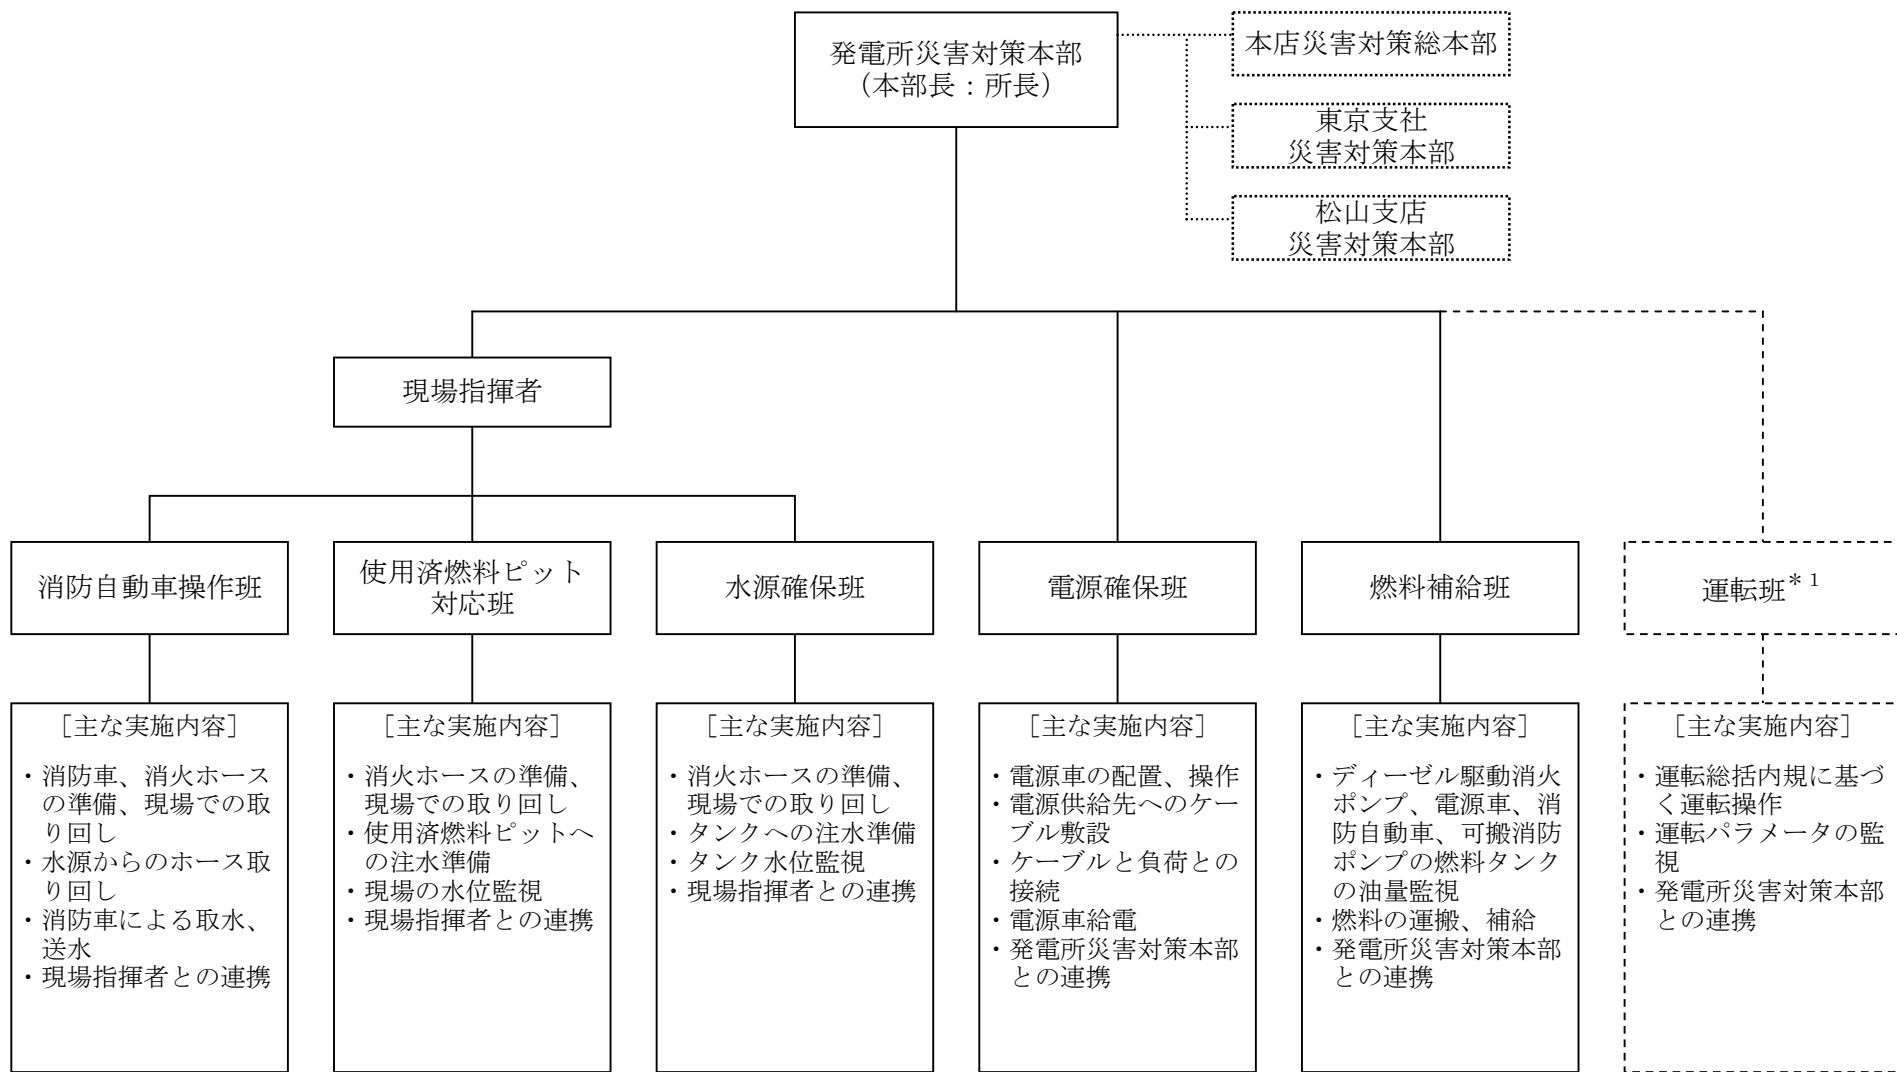 発電所災害対策本部
（本部長：所長）
本店災害対策総本部
東京支社
災害対策本部
松山支店
災害対策本部
現場指揮者
消防自動車操作班
使用済燃料ピット
対応班
水源確保班
電源確保班
燃料補給班
運転班＊１
［主な実施内容］
・消防車、消火ホース
の準備、現場での取
り回し
・水源からのホース取
り回し
・消防車による取水、
送水
・現場指揮者との連携
［主な実施内容］
・消火ホースの準備、
現場での取り回し
・使用済燃料ピットへ
の注水準備
・現場の水位監視
・現場指揮者との連携
［主な実施内容］
・消火ホースの準備、
現場での取り回し
・タンクへの注水準備
・タンク水位監視
・現場指揮者との連携
［主な実施内容］
・電源車の配置、操作
・電源供給先へのケー
ブル敷設
・ケーブルと負荷との
接続
・電源車給電
・発電所災害対策本部
との連携
［主な実施内容］
・ディーゼル駆動消火
ポンプ、電源車、消
防自動車、可搬消防
ポンプの燃料タンク
の油量監視
・燃料の運搬、補給
・発電所災害対策本部
との連携
［主な実施内容］
・運転総括内規に基づ
く運転操作
・運転パラメータの監
視
・発電所災害対策本部
との連携